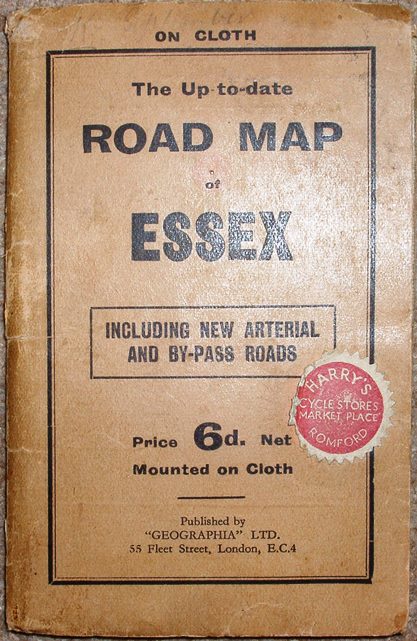 ON CLOTH
The Up-to-date
ROAD MAP
of
ESSEX
INCLUDING NEW ARTERIAL
AND BY-PASS ROADS
HARRY'S
CYCLE STORES
MARKET PLACE
ROMFORD
Price 6d. Net
Mounted on Cloth
Published by
"GEOGRAPHIA" LTD.
55 Fleet Street, London, E.C.4